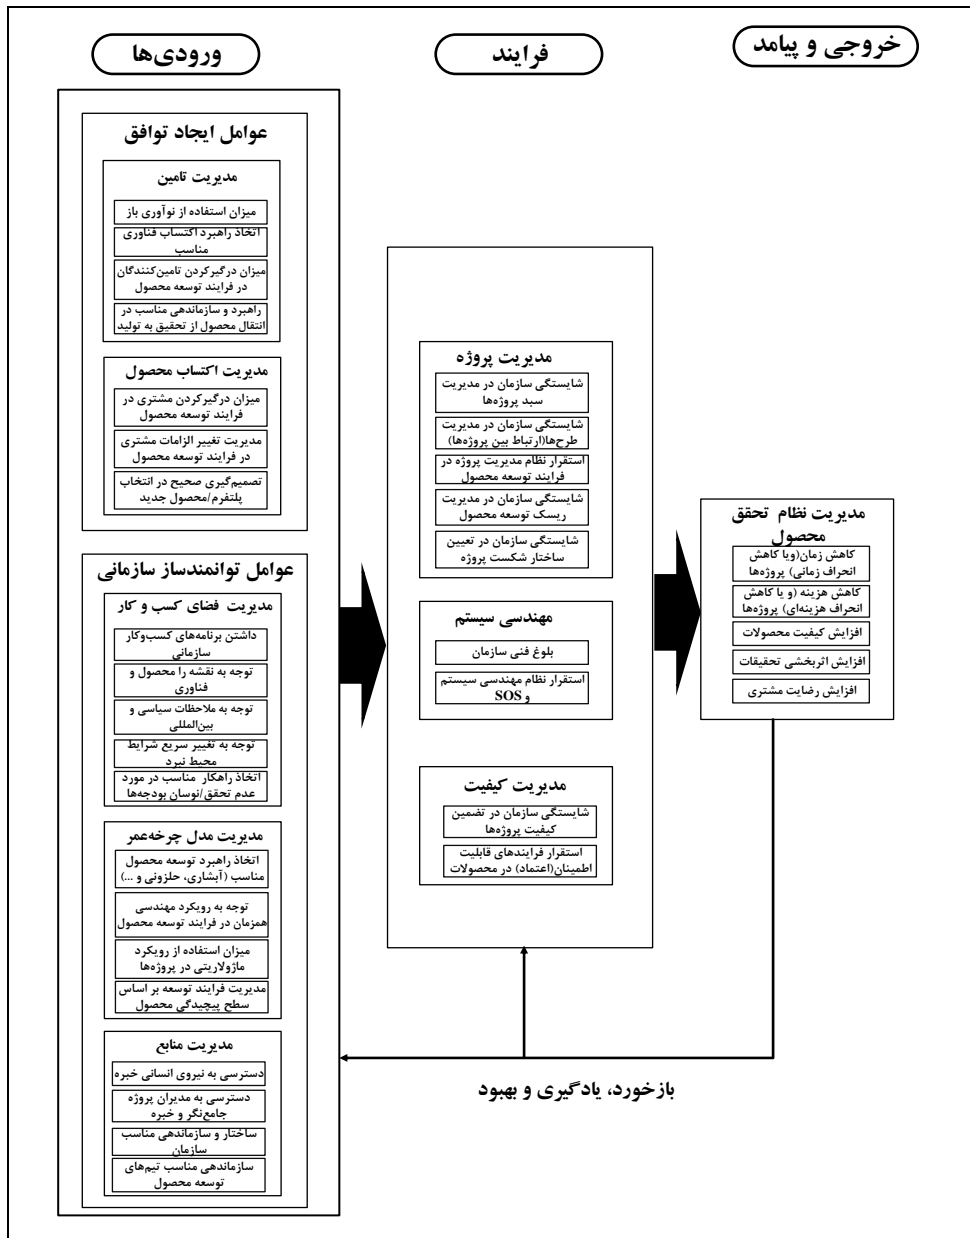 ورودی‌ها
فرایند
خروجی و پیامد
عوامل ایجاد توافق
مدیریت تامین
میزان استفاده از نوآوری باز
اتخاذ راهبرد اکتساب فناوری
مناسب
میزان درگیرکردن تامین‌کنندگان
در فرایند توسعه محصول
راهبرد و سازماندهی مناسب در
انتقال محصول از تحقیق به تولید
مدیریت اکتساب محصول
میزان درگیرکردن مشتری در
فرایند توسعه محصول
مدیریت تغییر الزامات مشتری
در فرایند توسعه محصول
تصمیم‌گیری صحیح در انتخاب
پلتفرم/محصول جدید
عوامل توانمندساز سازمانی
مدیریت فضای کسب و کار
داشتن برنامه‌های کسب‌وکار
سازمانی
توجه به نقشه را محصول و
فناوری
توجه به ملاحظات سیاسی و
بین‌المللی
توجه به تغییر سریع شرایط
محیط نبرد
اتخاذ راهکار مناسب در مورد
عدم تحقق/نوسان بودجه‌ها
مدیریت مدل چرخه‌عمر
اتخاذ راهبرد توسعه محصول
مناسب (آبشاری، حلزونی و ...)
توجه به رویکرد مهندسی
همزمان در فرایند توسعه محصول
میزان استفاده از رویکرد
ماژولاریتی در پروژه‌ها
مدیریت فرایند توسعه بر اساس
سطح پیچیدگی محصول
مدیریت منابع
دسترسی به نیروی انسانی خبره
دسترسی به مدیران پروژه
جامع‌نگر و خبره
ساختار و سازماندهی مناسب
سازمان
سازماندهی مناسب تیم‌های
توسعه محصول
مدیریت پروژه
شایستگی سازمان در مدیریت
سبد پروژه‌ها
شایستگی سازمان در مدیریت
طرح‌ها(ارتباط بین پروژه‌ها)
استقرار نظام مدیریت پروژه در
فرایند توسعه محصول
شایستگی سازمان در مدیریت
ریسک توسعه محصول
شایستگی سازمان در تعیین
ساختار شکست پروژه
مهندسی سیستم
بلوغ فنی سازمان
استقرار نظام مهندسی سیستم
و SOS
مدیریت کیفیت
شایستگی سازمان در تضمین
کیفیت پروژه‌ها
استقرار فرایندهای قابلیت
اطمینان(اعتماد) در محصولات
مدیریت نظام تحقق
محصول
کاهش زمان(ویا کاهش
انحراف زمانی) پروژه‌ها
کاهش هزینه (و یا کاهش
انحراف هزینه‌ای) پروژه‌ها
افزایش کیفیت محصولات
افزایش اثربخشی تحقیقات
افزایش رضایت مشتری
بازخورد، یادگیری و بهبود